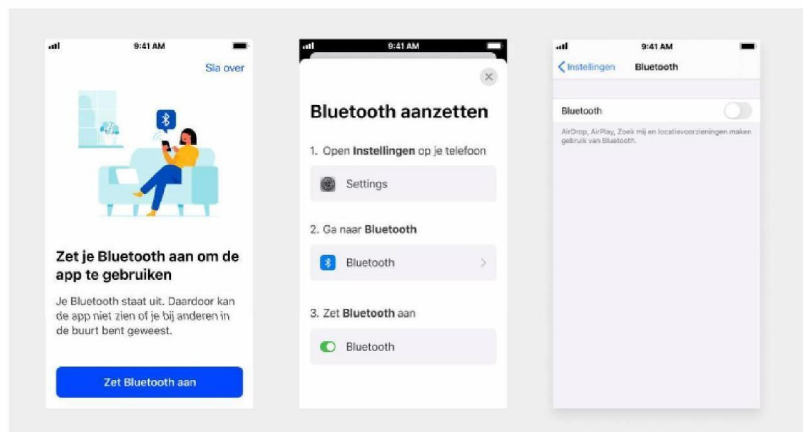 9:41 AM
Sla over
Zet je Bluetooth aan om de
app te gebruiken
Je Bluetooth staat uit. Daardoor kan
de app niet zien of je bij anderen in
de buurt bent geweest.
Zet Bluetooth aan
9:41 AM
Bluetooth aanzetten
1. Open Instellingen op je telefoon
Settings
2. Ga naar Bluetooth
Bluetooth
3. Zet Bluetooth aan
Bluetooth
9:41 AM
Instellingen Bluetooth
Bluetooth
AirDrop, AirPlay, Zoek mij en locatievoorzieningen maken
gebruik van Bluetooth.